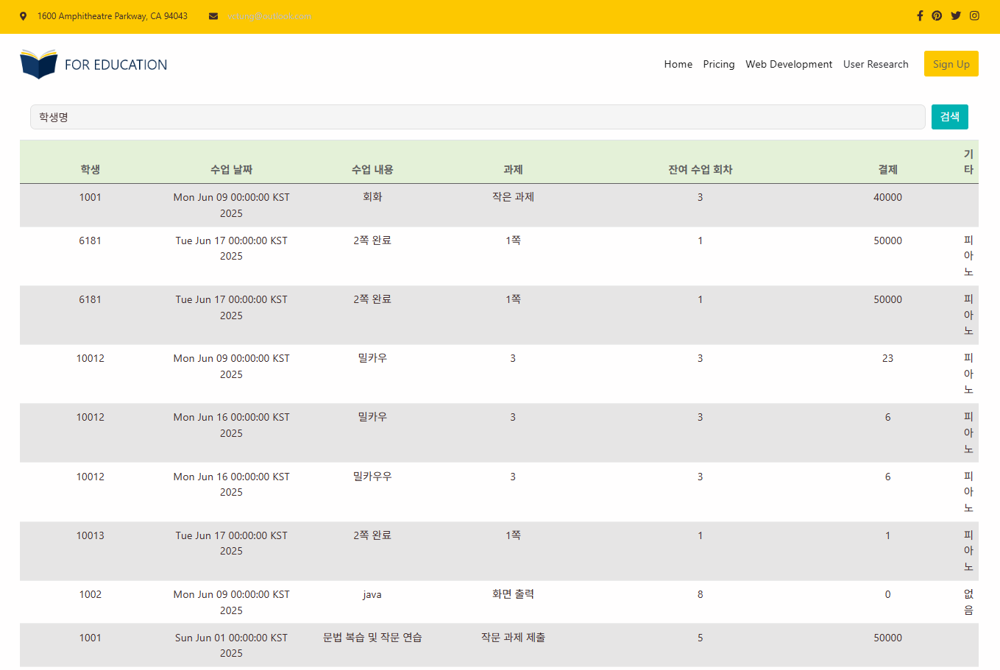 1600 Amphitheatre Parkway, CA 94043
FOR EDUCATION
Home Pricing Web Development User Research Sign Up
학생명 검색
기
학생 수업 날짜 수업 내용 과제 잔여 수업 회차 결제 타
1001 Mon Jun 09 00:00:00 KST 회화 작은 과제 3 40000
2025
6181 Tue Jun 17 00:00:00 KST 2쪽 완료 1쪽 1 50000 피
2025 아
노
6181 Tue Jun 17 00:00:00 KST 2쪽 완료 1쪽 1 50000 피
2025 아
노
10012 Mon Jun 09 00:00:00 KST 밀카우 3 3 23 피
2025 아
노
10012 Mon Jun 16 00:00:00 KST 밀카우 3 3 6 피
2025 아
노
10012 Mon Jun 16 00:00:00 KST 밀카우우 3 3 6 피
2025 아
노
10013 Tue Jun 17 00:00:00 KST 2쪽 완료 1쪽 1 1 피
2025 아
노
1002 Mon Jun 09 00:00:00 KST java 화면 출력 8 0 없
2025 음
1001 Sun Jun 01 00:00:00 KST 문법 복습 및 작문 연습 작문 과제 제출 5 50000
2025